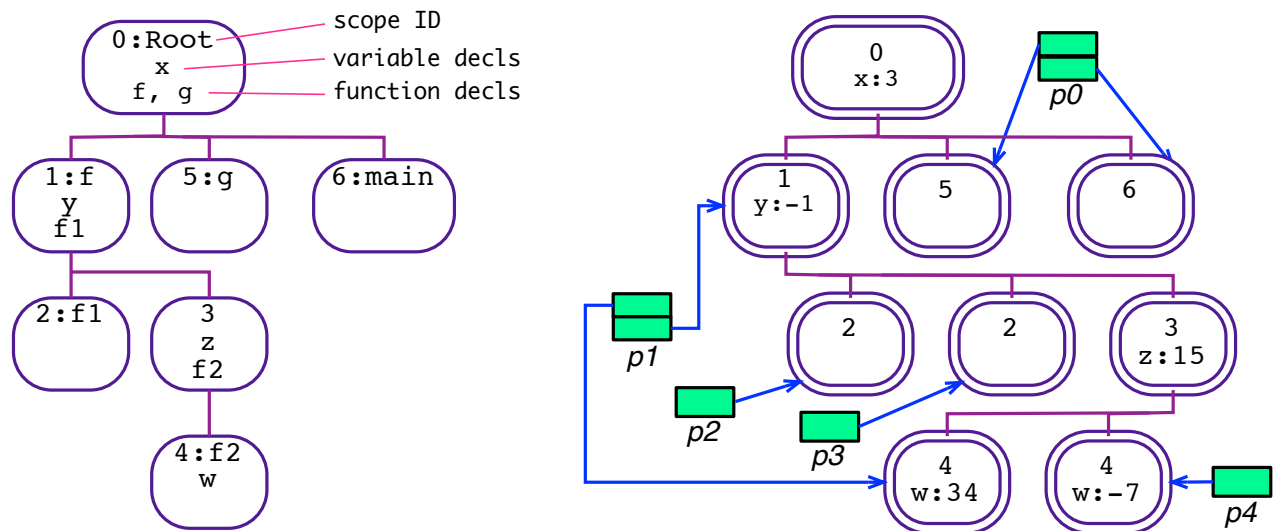 0:Root
x
f, g
scope ID
variable decls
function decls
1:f
y
f1
5:g
6:main
2:f1
3
z
f2
4:f2
w
0
x:3
p0
1
y:-1
5
6
p1
2
2
3
z:15
p2
p3
4
w:34
4
w:-7
p4